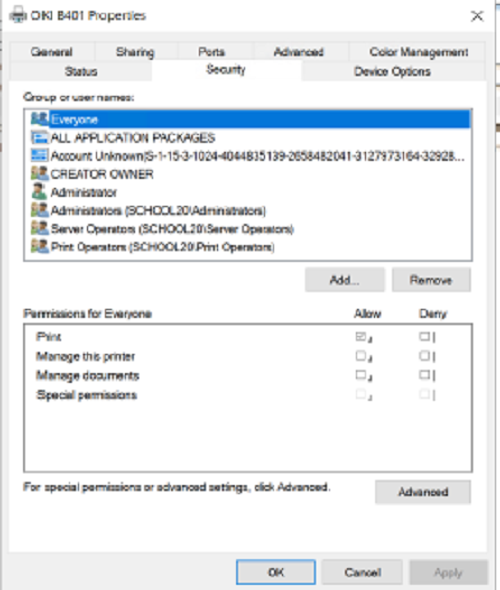 OKI B401 Properties
General Sharing Ports Advanced Color Management
Status Security Device Options
Group or user names:
Everyone
ALL APPLICATION PACKAGES
Account Unknown(S-1-15-3-1024-4044835139-2658482041-3127973164-32928...
CREATOR OWNER
Administrator
Administrators (SCHOOL20\Administrators)
Server Operators (SCHOOL20\Server Operators)
Print Operators (SCHOOL20\Print Operators)
Add... Remove
Permissions for Everyone Allow Deny
Print
Manage this printer
Manage documents
Special permissions
For special permissions or advanced settings, click Advanced.
Advanced
OK Cancel Apply